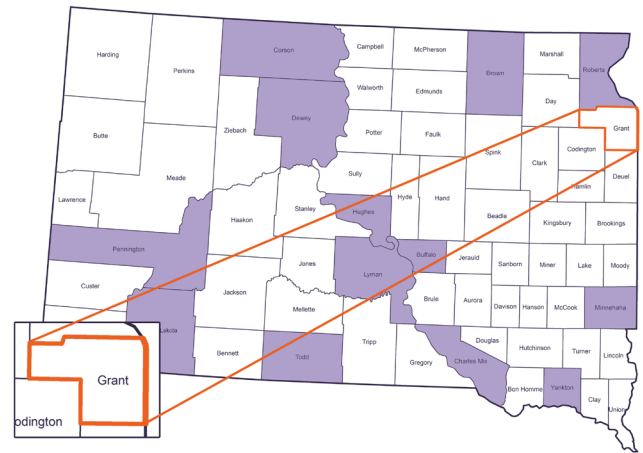 Harding
Perkins
Corson
Campbell
McPherson
Brown
Marshall
Roberts
Walworth
Edmunds
Day
Grant
Butte
Ziebach
Dewey
Potter
Faulk
Spink
Codington
Clark
Deuel
Meade
Sully
Hamlin
Lawrence
Haskon
Stanley
Hughes
Hyde
Hand
Beadle
Kingsbury
Brookings
Pennington
Jones
Lyman
Buffalo
Jerauld
Sanborn
Miner
Lake
Moody
Custer
Jackson
Mellette
Brule
Aurora
Davison
Hanson
McCook
Minnehaha
Lakota
Bennett
Todd
Tripp
Gregory
Charles Mix
Douglas
Hutchinson
Turner
Lincoln
Bon Homme
Yankton
Clay
Union
Grant
odington